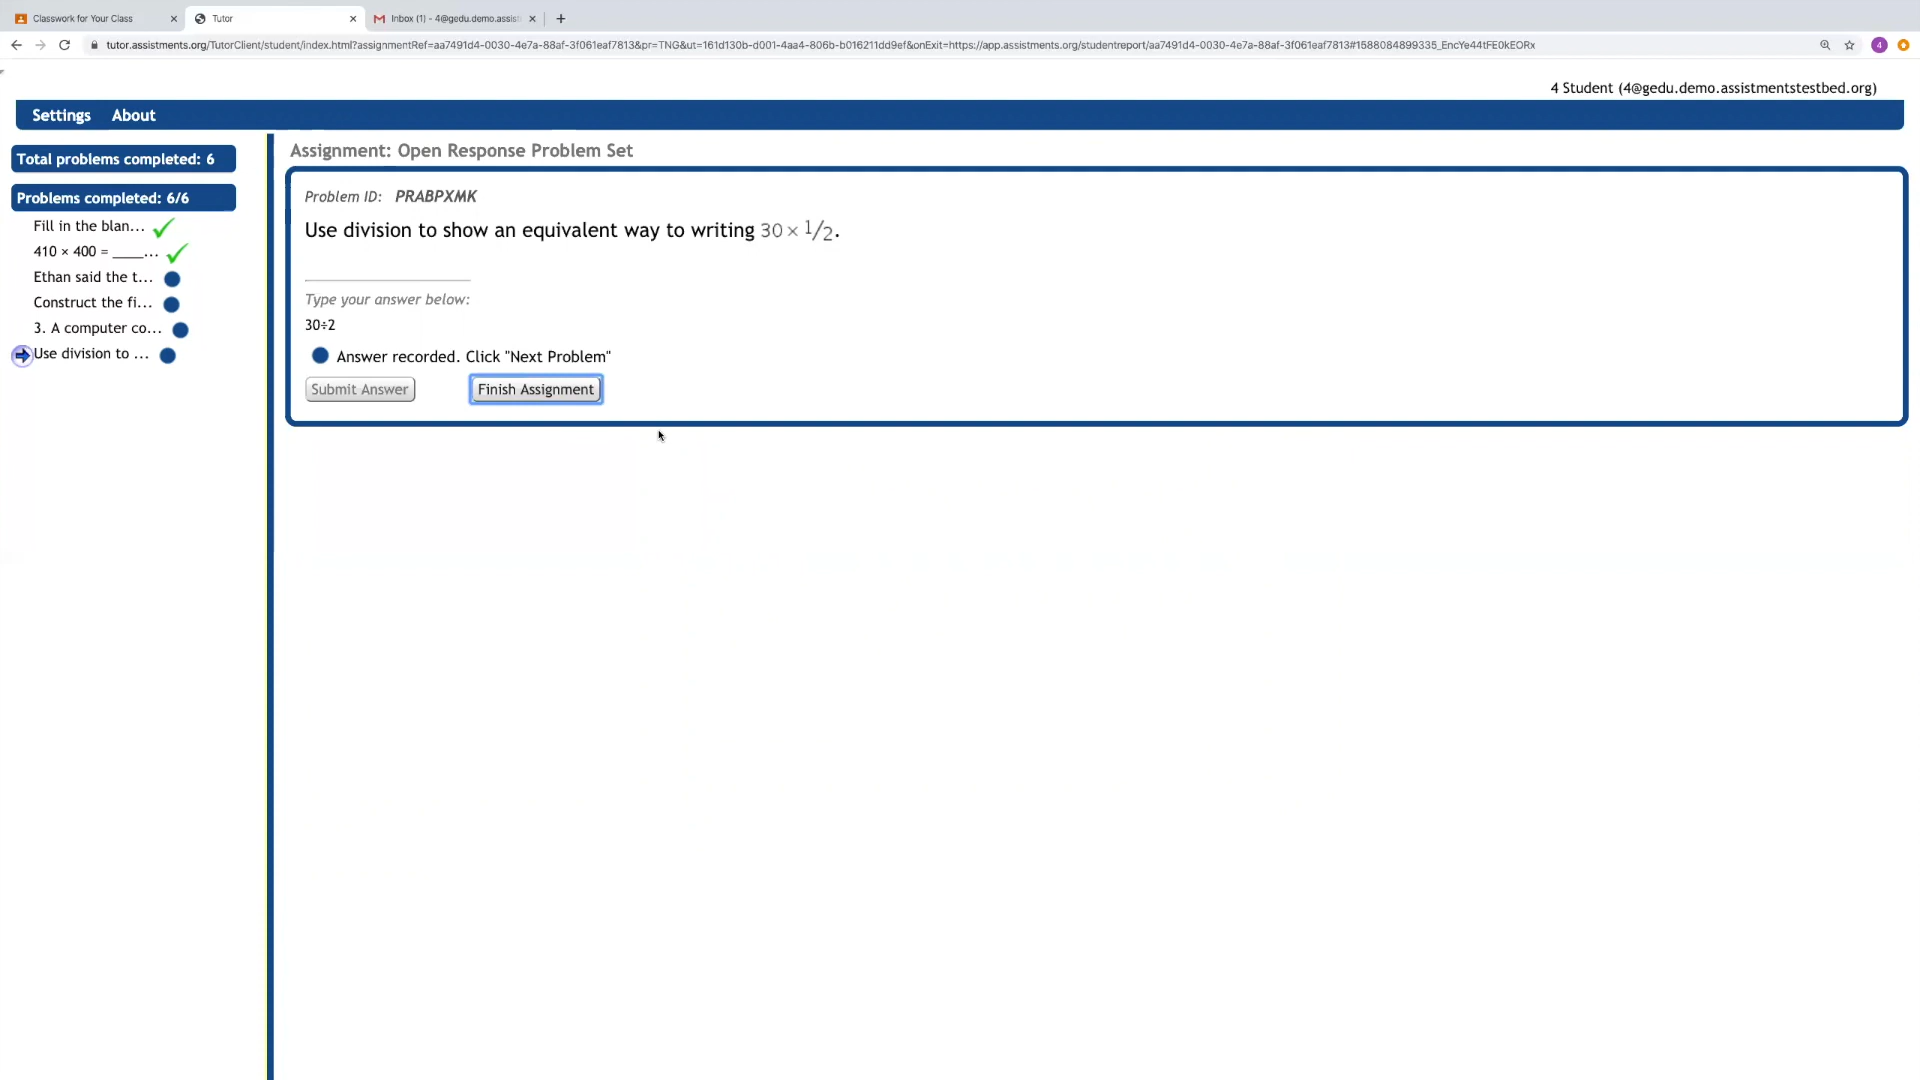 Classwork for Your Class
Tutor
Inbox (1) - 4@gedu.demo.assist
tutor.assistments.org/TutorClient/student/index.html?assignmentRef=aa7491d4-0030-4e7a-88af-3f061eaf7813&pr=TNG&ut=161d130b-d001-4aa4-806b-b016211dd9ef&onExit=https://app.assistments.org/studentreport/aa7491d4-0030-4e7a-88af-3f061eaf7813#1588084899335_EncYe44tFE0kEORx
4
4 Student (4@gedu.demo.assistmentstestbed.org)
Settings About
Total problems completed: 6
Problems completed: 6/6
Fill in the blan...
410 × 400 = ____...
Ethan said the t...
Construct the fi...
3. A computer co...
Use division to ...
Assignment: Open Response Problem Set
Problem ID: PRABPXMK
Use division to show an equivalent way to writing 30 × 1/2.
Type your answer below:
30÷2
Answer recorded. Click "Next Problem"
Submit Answer
Finish Assignment